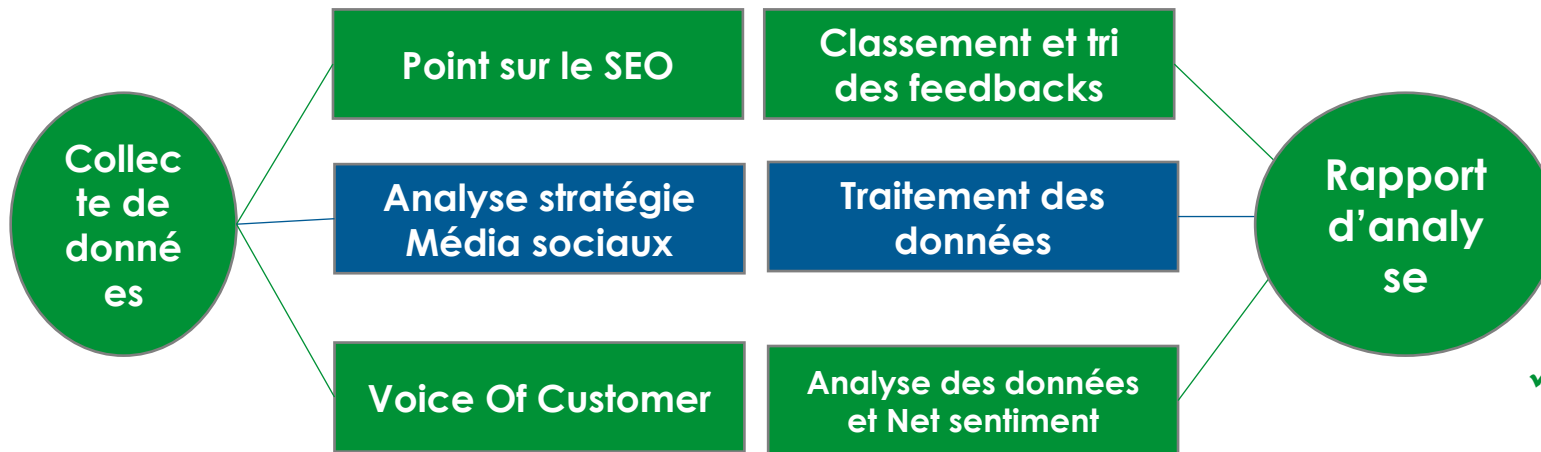 Collec
te de
donné
es
Point sur le SEO
Analyse stratégie
Média sociaux
Voice Of Customer
Classement et tri
des feedbacks
Traitement des
données
Analyse des données
et Net sentiment
Rapport
d’analy
se